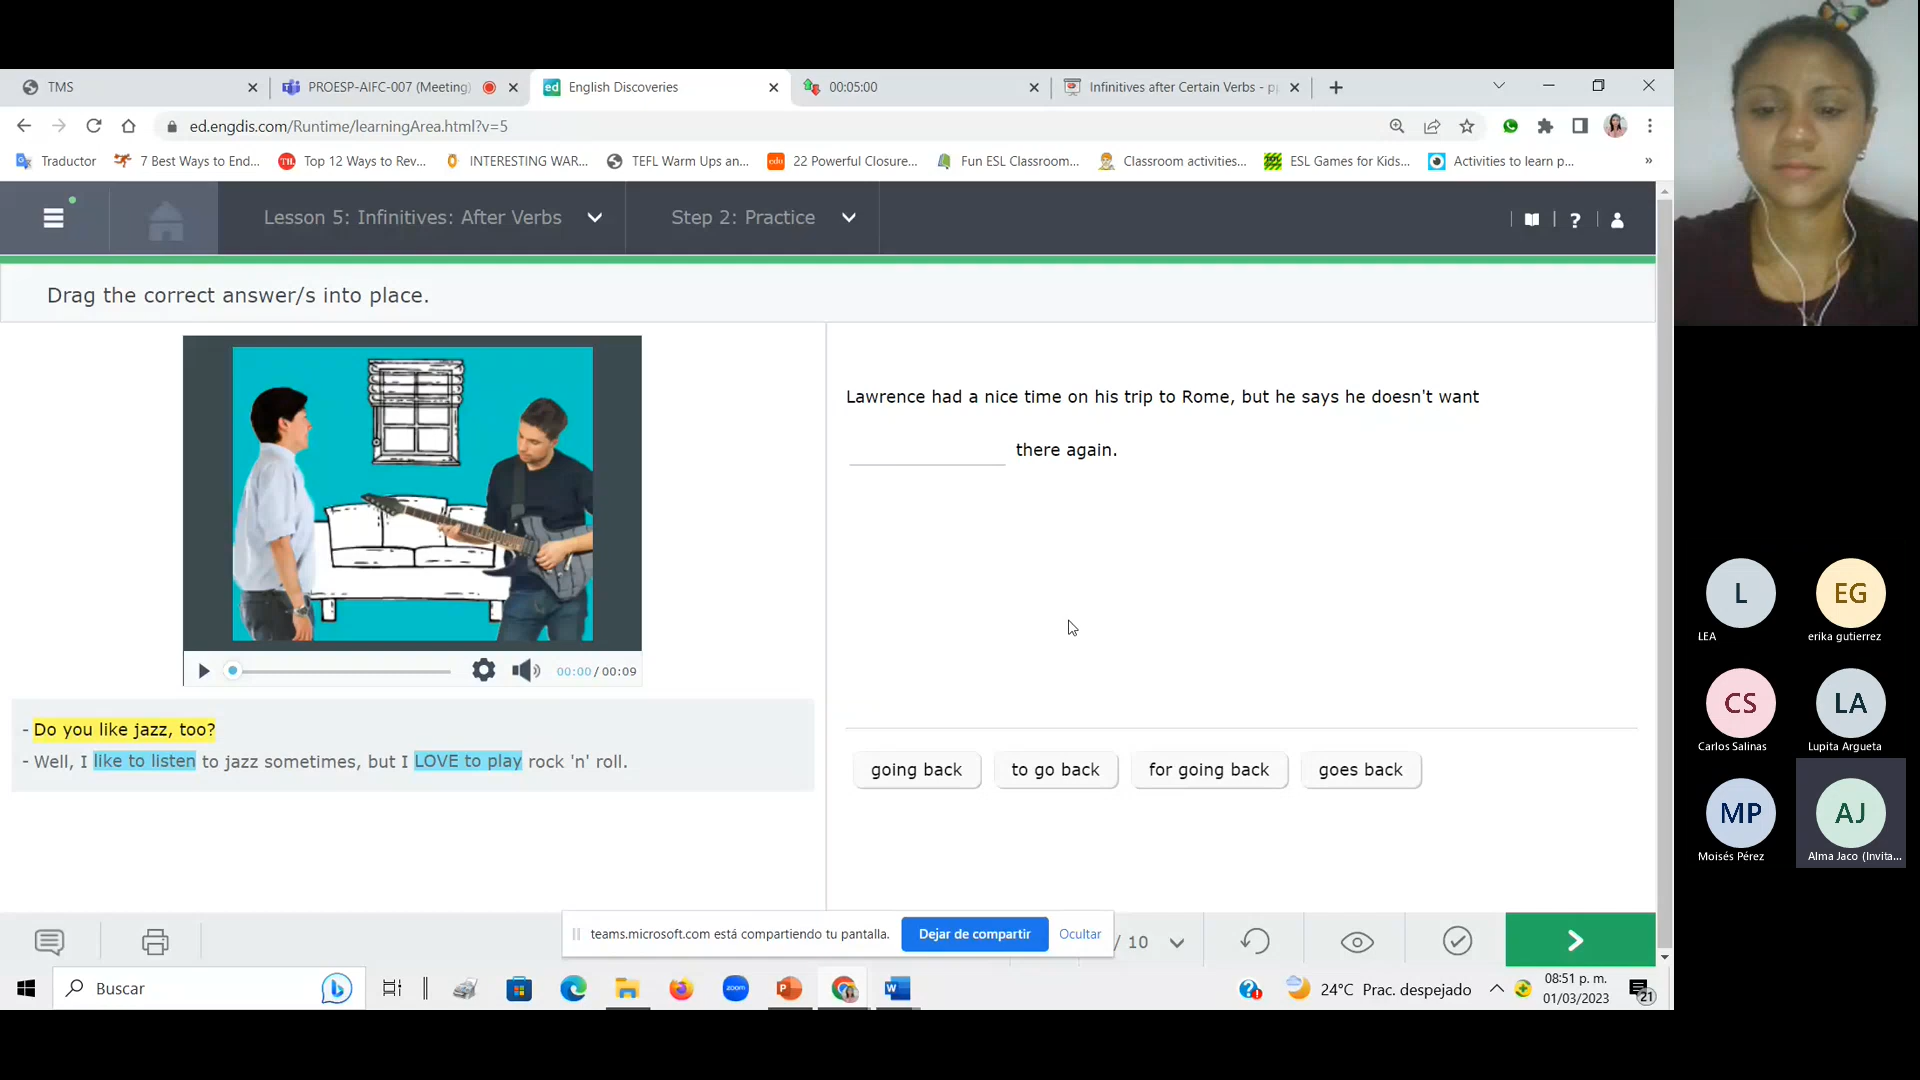 TMS
PROESP-AIFC-007 (Meeting)
English Discoveries
00:05:00
Infinitives after Certain Verbs - p
ed.engdis.com/Runtime/learningArea.html?v=5
Traductor
7 Best Ways to End...
Top 12 Ways to Rev...
INTERESTING WAR...
TEFL Warm Ups an...
22 Powerful Closure...
Fun ESL Classroom...
Classroom activities...
ESL Games for Kids...
Activities to learn p...
»
Lesson 5: Infinitives: After Verbs
Step 2: Practice
?
Drag the correct answer/s into place.
Lawrence had a nice time on his trip to Rome, but he says he doesn't want
there again.
00:00 / 00:09
- Do you like jazz, too?
- Well, I like to listen to jazz sometimes, but I LOVE to play rock 'n' roll.
going back
to go back
for going back
goes back
teams.microsoft.com está compartiendo tu pantalla.
Dejar de compartir
Ocultar
/ 10
Buscar
24°C Prac. despejado
08:51 p. m.
01/03/2023
21
L
LEA
EG
erika gutierrez
CS
Carlos Salinas
LA
Lupita Argueta
MP
Moisés Pérez
AJ
Alma Jaco (Invita...